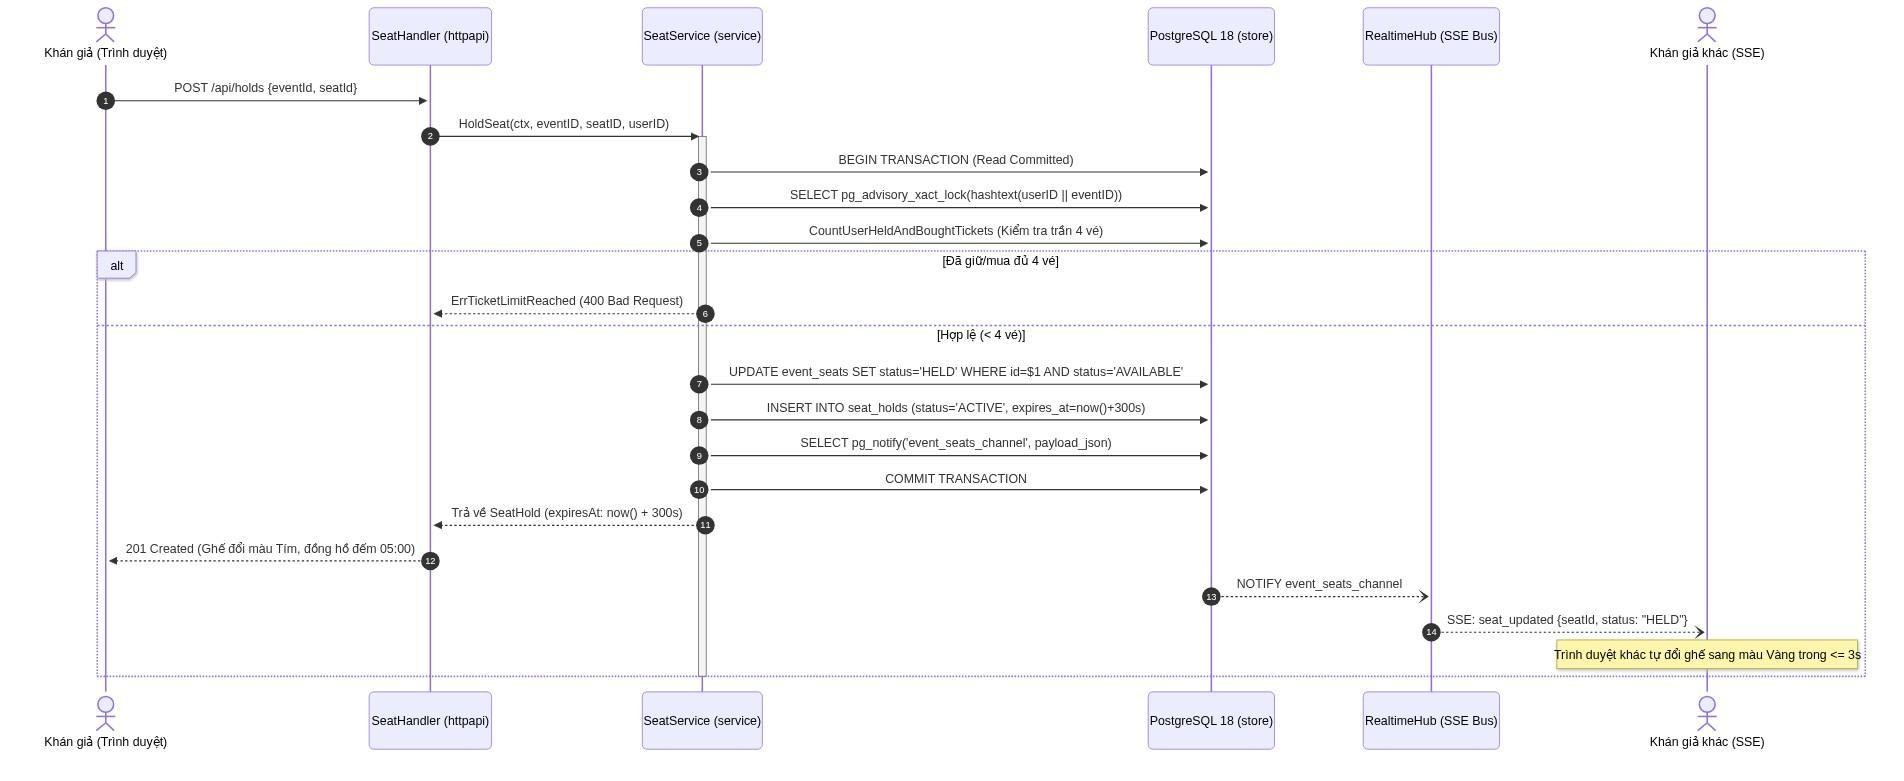 Khán giả (Trình duyệt)
SeatHandler (httpapi)
SeatService (service)
PostgreSQL 18 (store)
RealtimeHub (SSE Bus)
Khán giả khác (SSE)
POST /api/holds {eventId, seatId}
1
HoldSeat(ctx, eventID, seatID, userID)
2
BEGIN TRANSACTION (Read Committed)
3
SELECT pg_advisory_xact_lock(hashtext(userID || eventID))
4
CountUserHeldAndBoughtTickets (Kiểm tra trần 4 vé)
5
alt
[Đã giữ/mua đủ 4 vé]
ErrTicketLimitReached (400 Bad Request)
6
[Hợp lệ (< 4 vé)]
UPDATE event_seats SET status='HELD' WHERE id=$1 AND status='AVAILABLE'
7
INSERT INTO seat_holds (status='ACTIVE', expires_at=now()+300s)
8
SELECT pg_notify('event_seats_channel', payload_json)
9
COMMIT TRANSACTION
10
Trả về SeatHold (expiresAt: now() + 300s)
11
201 Created (Ghế đổi màu Tím, đồng hồ đếm 05:00)
12
NOTIFY event_seats_channel
13
SSE: seat_updated {seatId, status: "HELD"}
14
Trình duyệt khác tự đổi ghế sang màu Vàng trong <= 3s
Khán giả (Trình duyệt)
SeatHandler (httpapi)
SeatService (service)
PostgreSQL 18 (store)
RealtimeHub (SSE Bus)
Khán giả khác (SSE)